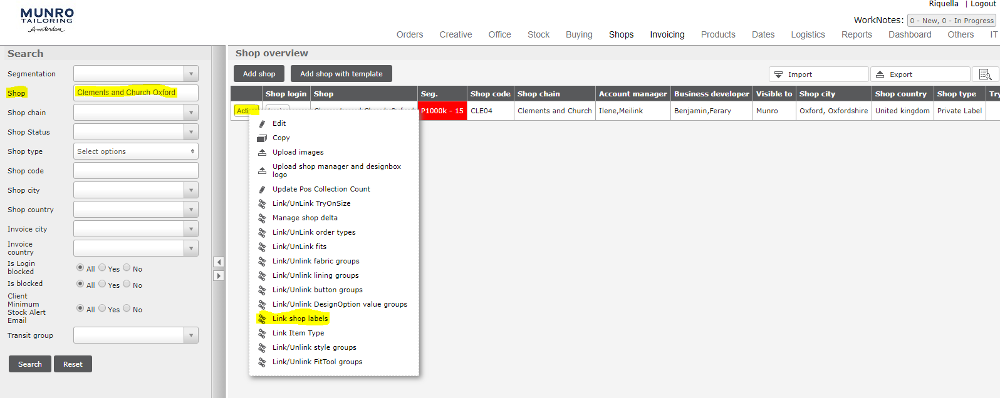 MUNRO
TAILORING
Amsterdam
Riquella | Logout
WorkNotes: 0 - New, 0 - In Progress
Orders Creative Office Stock Buying Shops Invoicing Products Dates Logistics Reports Dashboard Others IT
Search
Segmentation
Shop Clements and Church Oxford
Shop chain
Shop Status
Shop type Select options
Shop code
Shop city
Shop country
Invoice city
Invoice
country
Is Login
blocked All Yes No
Is blocked All Yes No
Client
Minimum
Stock Alert
Email All Yes No
Transit group
Search Reset
Shop overview
Add shop Add shop with template Import Export
Shop login Shop Seg. Shop code Shop chain Account manager Business developer Visible to Shop city Shop country Shop type Try
P1000k - 15 CLE04 Clements and Church Ilene,Meilink Benjamin,Ferary Munro Oxford, Oxfordshire United kingdom Private Label
Edit
Copy
Upload images
Upload shop manager and designbox
logo
Update Pos Collection Count
Link/UnLink TryOnSize
Manage shop delta
Link/UnLink order types
Link/UnLink fits
Link/Unlink fabric groups
Link/Unlink lining groups
Link/Unlink button groups
Link/Unlink DesignOption value groups
Link shop labels
Link Item Type
Link/Unlink style groups
Link/Unlink FitTool groups